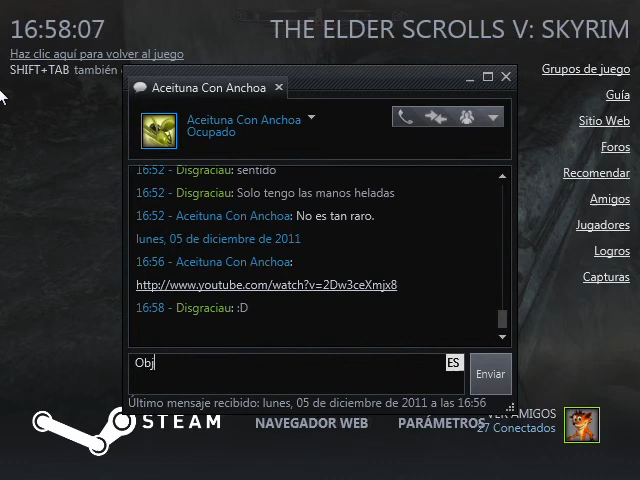 16:58:07
THE ELDER SCROLLS V: SKYRIM
Haz clic aquí para volver al juego
SHIFT+TAB también
Grupos de juego
Guía
Sitio Web
Foros
Recomendar
Amigos
Jugadores
Logros
Capturas
Aceituna Con Anchoa
Aceituna Con Anchoa
Ocupado
16:52 - Disgraciau: sentido
16:52 - Disgraciau: Solo tengo las manos heladas
16:52 - Aceituna Con Anchoa: No es tan raro.
lunes, 05 de diciembre de 2011
16:56 - Aceituna Con Anchoa:
http://www.youtube.com/watch?v=2Dw3ceXmjx8
16:58 - Disgraciau: :D
Obj
ES
Enviar
Último mensaje recibido: lunes, 05 de diciembre de 2011 a las 16:56
STEAM
NAVEGADOR WEB
PARÁMETROS
VER AMIGOS
27 Conectados